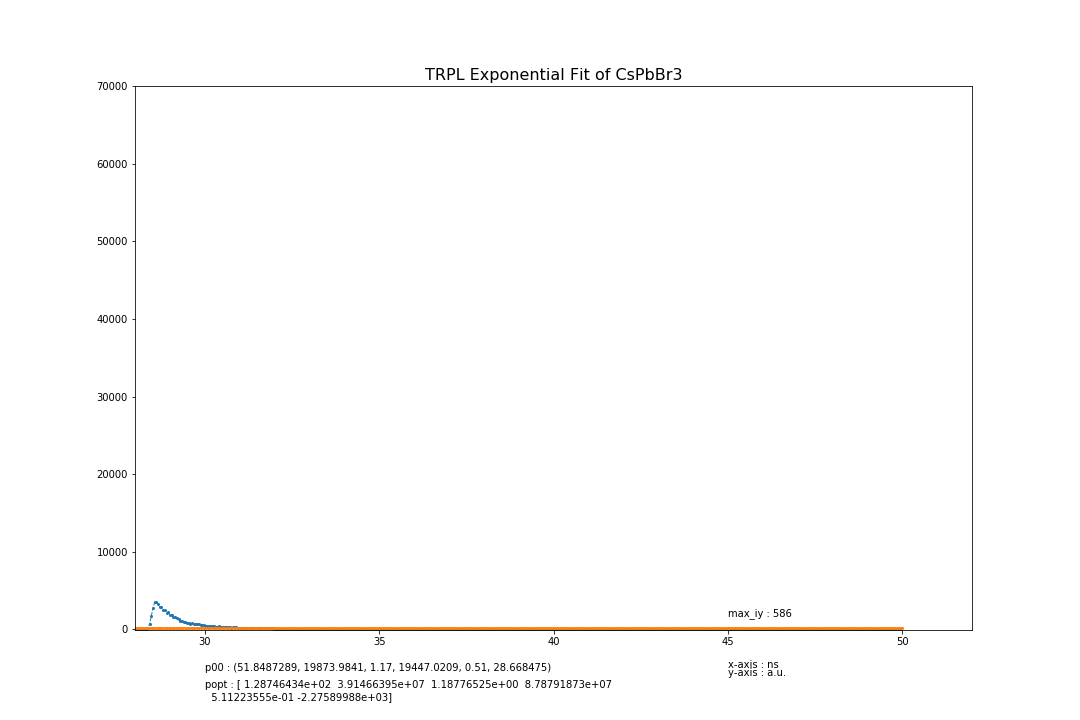 TRPL Exponential Fit of CsPbBr3
70000
60000
50000
40000
30000
20000
10000
0
max_iy : 586
30 35 40 45 50
p00 : (51.8487289, 19873.9841, 1.17, 19447.0209, 0.51, 28.668475)
x-axis : ns
y-axis : a.u.
popt : [ 1.28746434e+02 3.91466395e+07 1.18776525e+00 8.78791873e+07
5.11223555e-01 -2.27589988e+03]